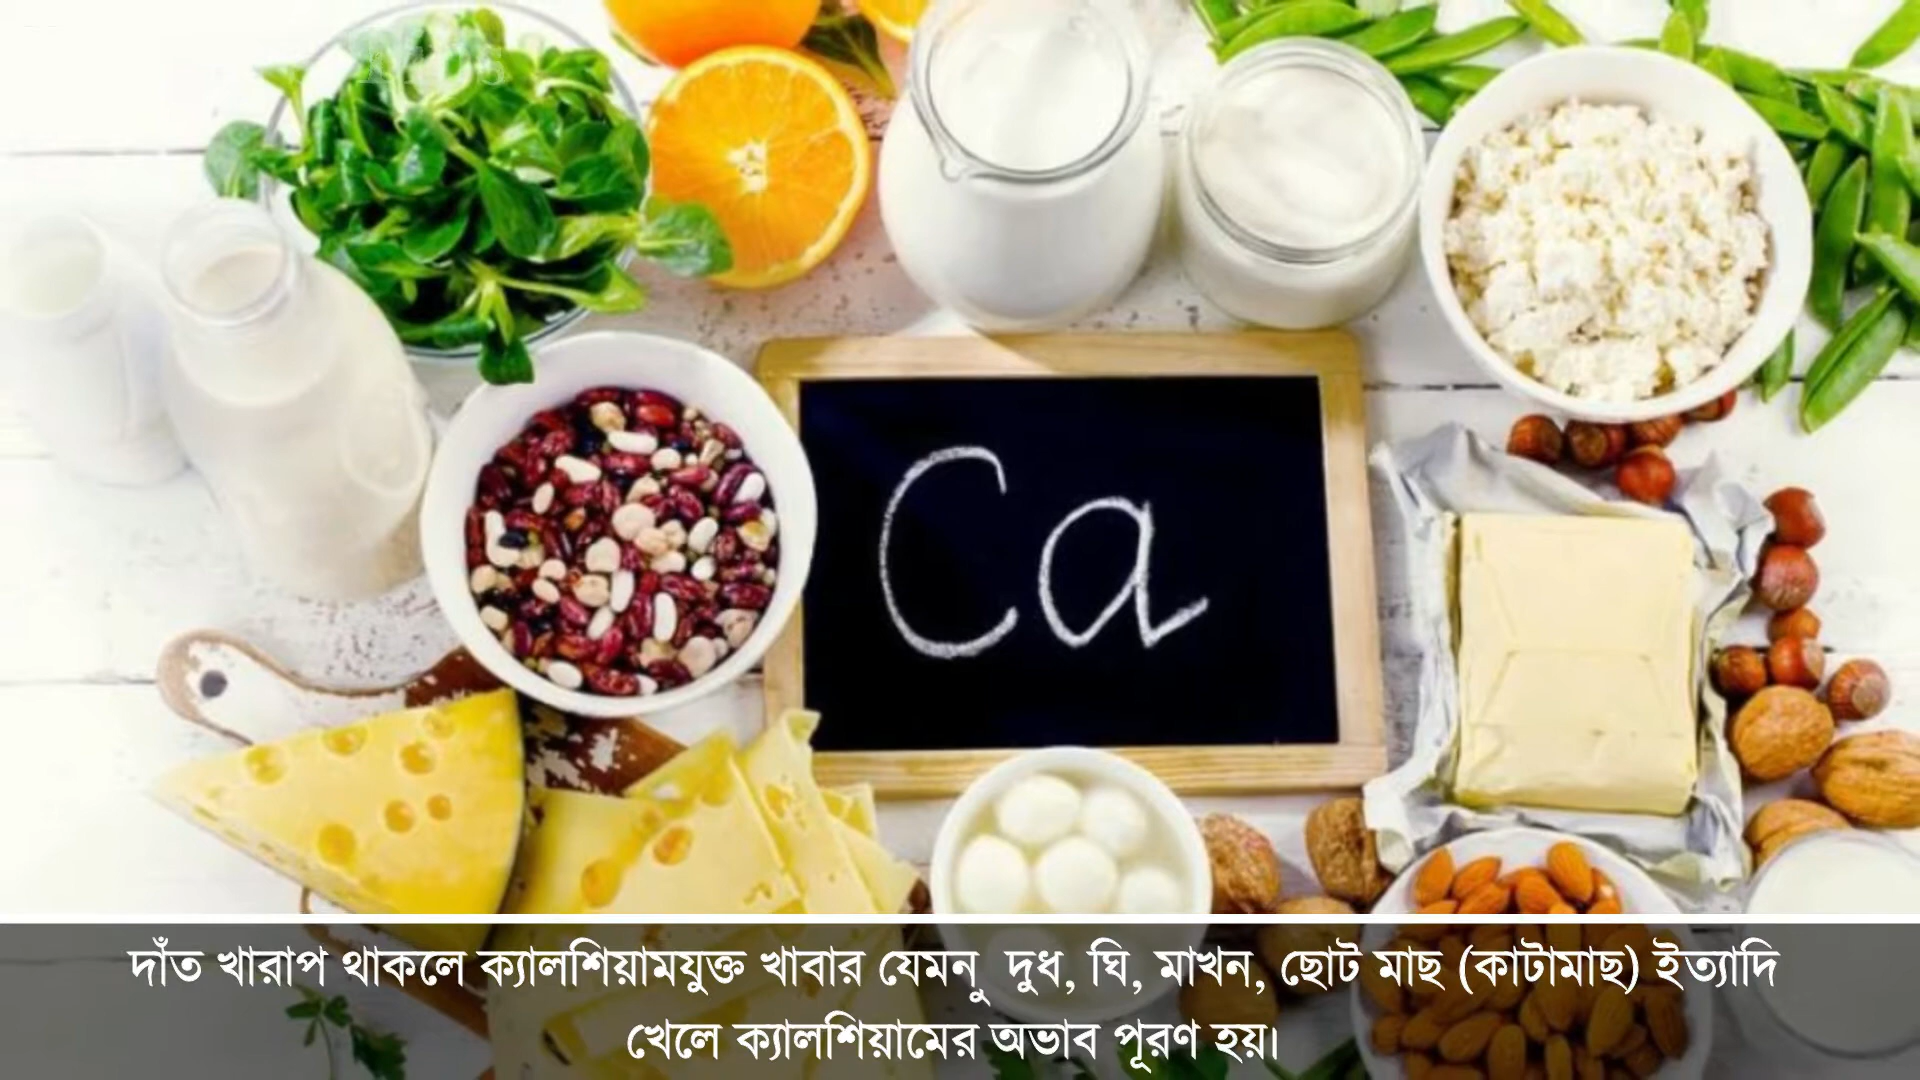 Ca
দাঁত খারাপ থাকলে ক্যালশিয়ামযুক্ত খাবার যেমনু দুধ, ঘি, মাখন, ছোট মাছ (কাটামাছ) ইত্যাদি
খেলে ক্যালশিয়ামের অভাব পূরণ হয়।